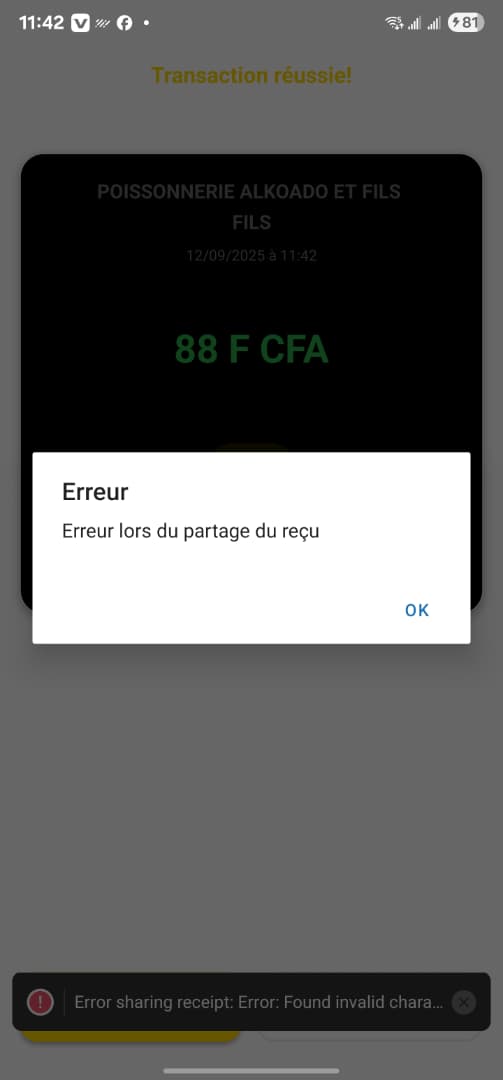 11:42
81
Transaction réussie!
POISSONNERIE ALKOADO ET FILS
FILS
12/09/2025 à 11:42
88 F CFA
Erreur
Erreur lors du partage du reçu
OK
Error sharing receipt: Error: Found invalid chara...